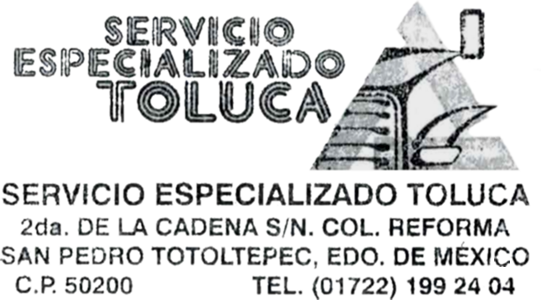 SERVICIO
ESPECIALIZADO
TOLUCA
SERVICIO ESPECIALIZADO TOLUCA
2da. DE LA CADENA S/N. COL. REFORMA
SAN PEDRO TOTOLTEPEC, EDO. DE MÉXICO
C.P. 50200 TEL. (01722) 199 24 04